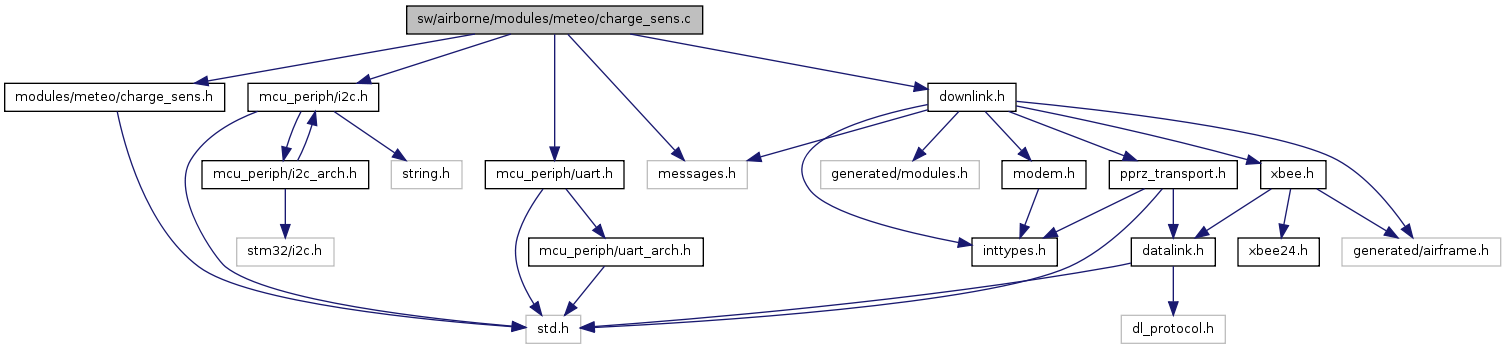 sw/airborne/modules/meteo/charge_sens.c
modules/meteo/charge_sens.h
mcu_periph/i2c.h
downlink.h
mcu_periph/i2c_arch.h
string.h
mcu_periph/uart.h
messages.h
generated/modules.h
modem.h
pprz_transport.h
xbee.h
stm32/i2c.h
mcu_periph/uart_arch.h
inttypes.h
datalink.h
xbee24.h
generated/airframe.h
std.h
dl_protocol.h